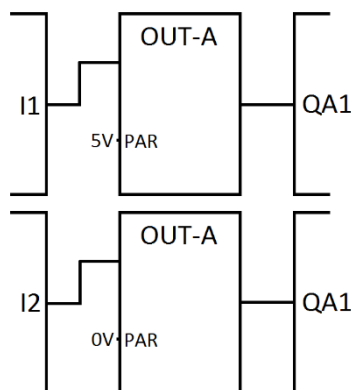 OUT-A
I1
QA1
5V PAR
OUT-A
I2
QA1
0V PAR